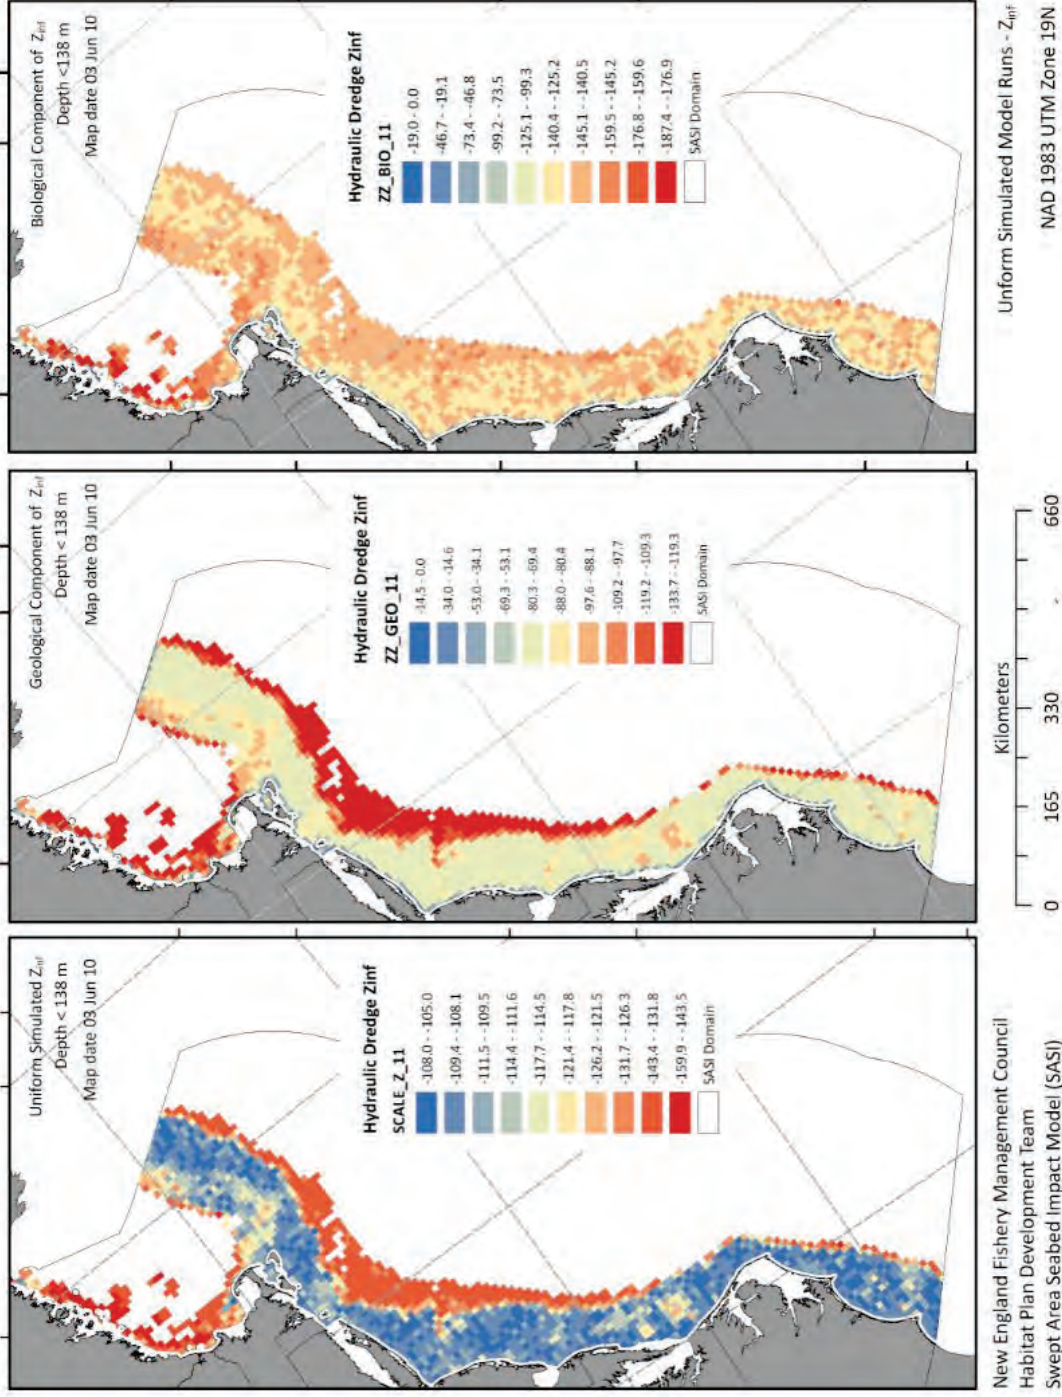 Uniform Simulated Zinf
Depth < 138 m
Map date 03 Jun 10
Hydraulic Dredge Zinf
SCALE_Z_11
-108.0 - -105.0
-109.4 - -108.1
-111.5 - -109.5
-114.4 - -111.6
-117.7 - -114.5
-121.4 - -117.8
-126.2 - -121.5
-131.7 - -126.3
-143.4 - -131.8
-159.9 - -143.5
SASI Domain
Geological Component of Zinf
Depth < 138 m
Map date 03 Jun 10
Hydraulic Dredge Zinf
ZZ_GEO_11
-14.5 - 0.0
-34.0 - -14.6
-53.0 - -34.1
-69.3 - -53.1
-80.3 - -69.4
-88.0 - -80.4
-97.6 - -88.1
-109.2 - -97.7
-119.2 - -109.3
-133.7 - -119.3
SASI Domain
Biological Component of Zinf
Depth <138 m
Map date 03 Jun 10
Hydraulic Dredge Zinf
ZZ_BIO_11
-19.0 - 0.0
-46.7 - -19.1
-73.4 - -46.8
-98.2 - -73.5
-125.1 - -99.3
-140.4 - -125.2
-145.1 - -140.5
-159.5 - -145.2
-176.8 - -159.6
-187.4 - -176.9
SASI Domain
New England Fishery Management Council
Habitat Plan Development Team
Swept Area Seabed Impact Model (SASI)
Kilometers
0 165 330 - 660
Uniform Simulated Model Runs - Zinf
NAD 1983 UTM Zone 19N